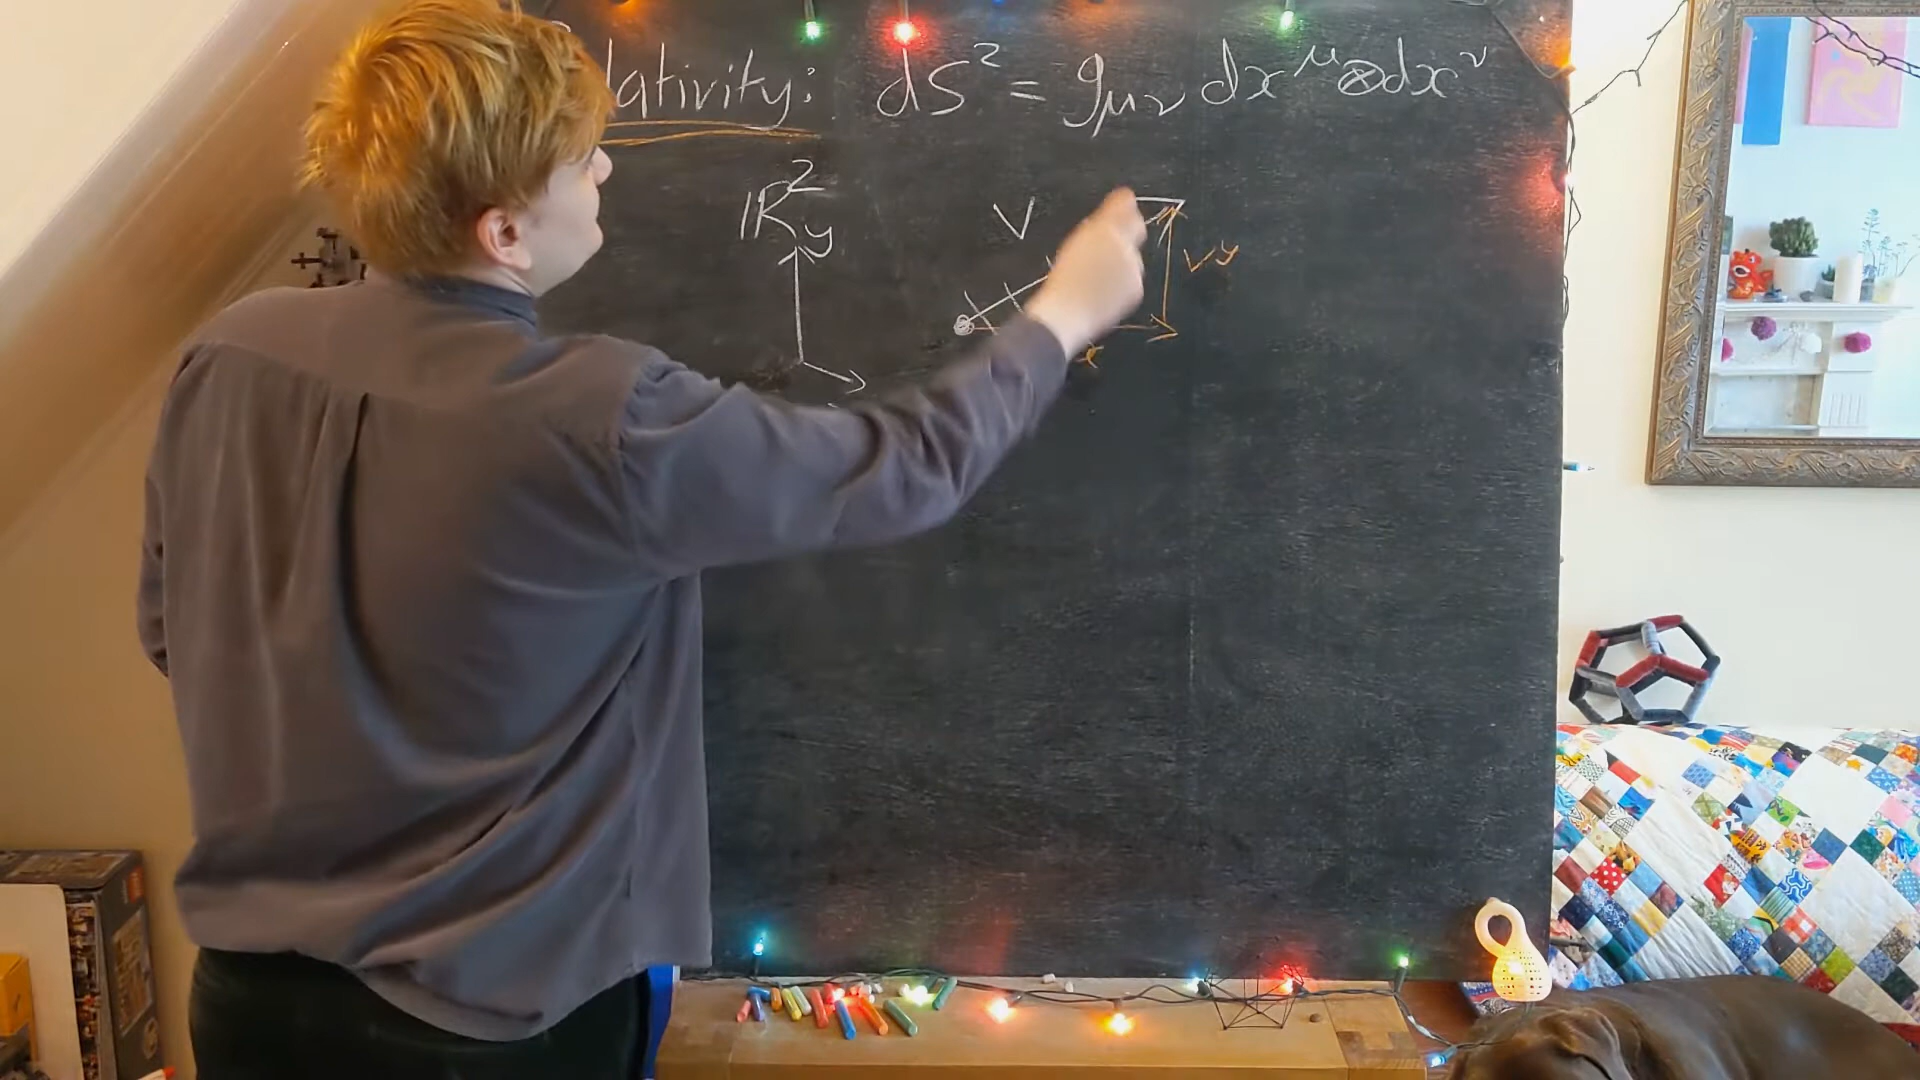 lativity: ds² = gμν dx^μ⊗dx^ν
ℝ²
y
V
Vy
x